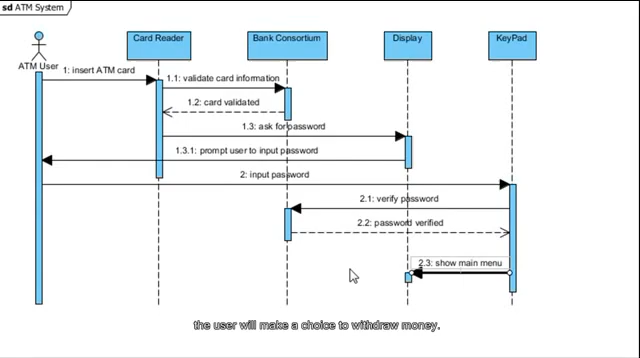 sd ATM System
Card Reader
Bank Consortium
Display
KeyPad
ATM User
1: insert ATM card
1.1: validate card information
1.2: card validated
1.3: ask for password
1.3.1: prompt user to input password
2: input password
2.1: verify password
2.2: password verified
2.3: show main menu
the user will make a choice to withdraw money.